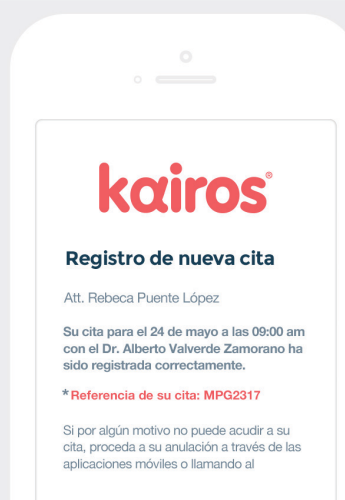 kairos®
Registro de nueva cita
Att. Rebeca Puente López
Su cita para el 24 de mayo a las 09:00 am
con el Dr. Alberto Valverde Zamorano ha
sido registrada correctamente.
*Referencia de su cita: MPG2317
Si por algún motivo no puede acudir a su
cita, proceda a su anulación a través de las
aplicaciones móviles o llamando al